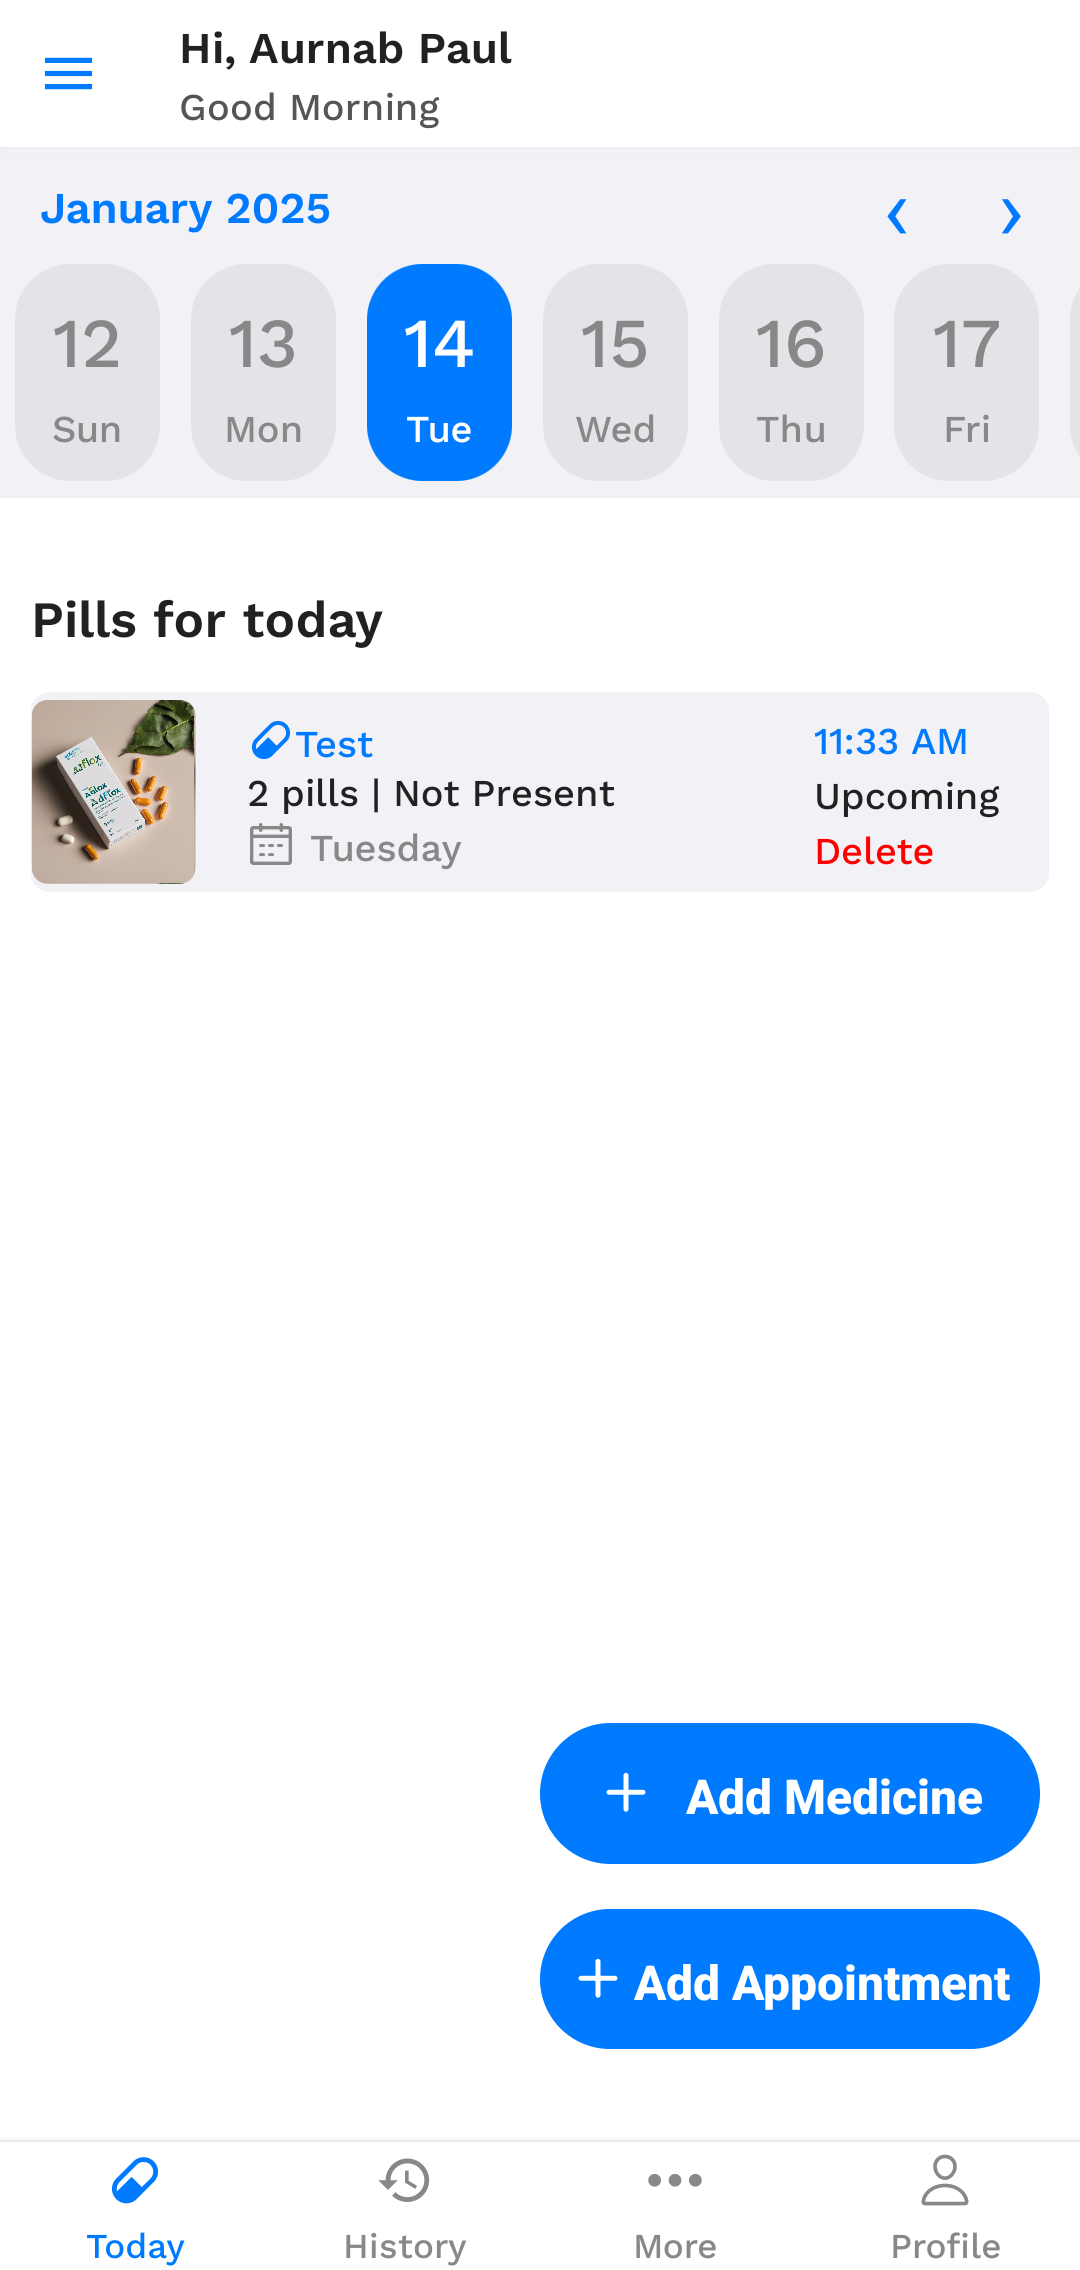 Hi, Aurnab Paul
Good Morning
January 2025
12 13 14 15 16 17
Sun Mon Tue Wed Thu Fri
Pills for today
Test
11:33 AM
2 pills | Not Present
Upcoming
Tuesday
Delete
Add Medicine
Add Appointment
Today History More Profile